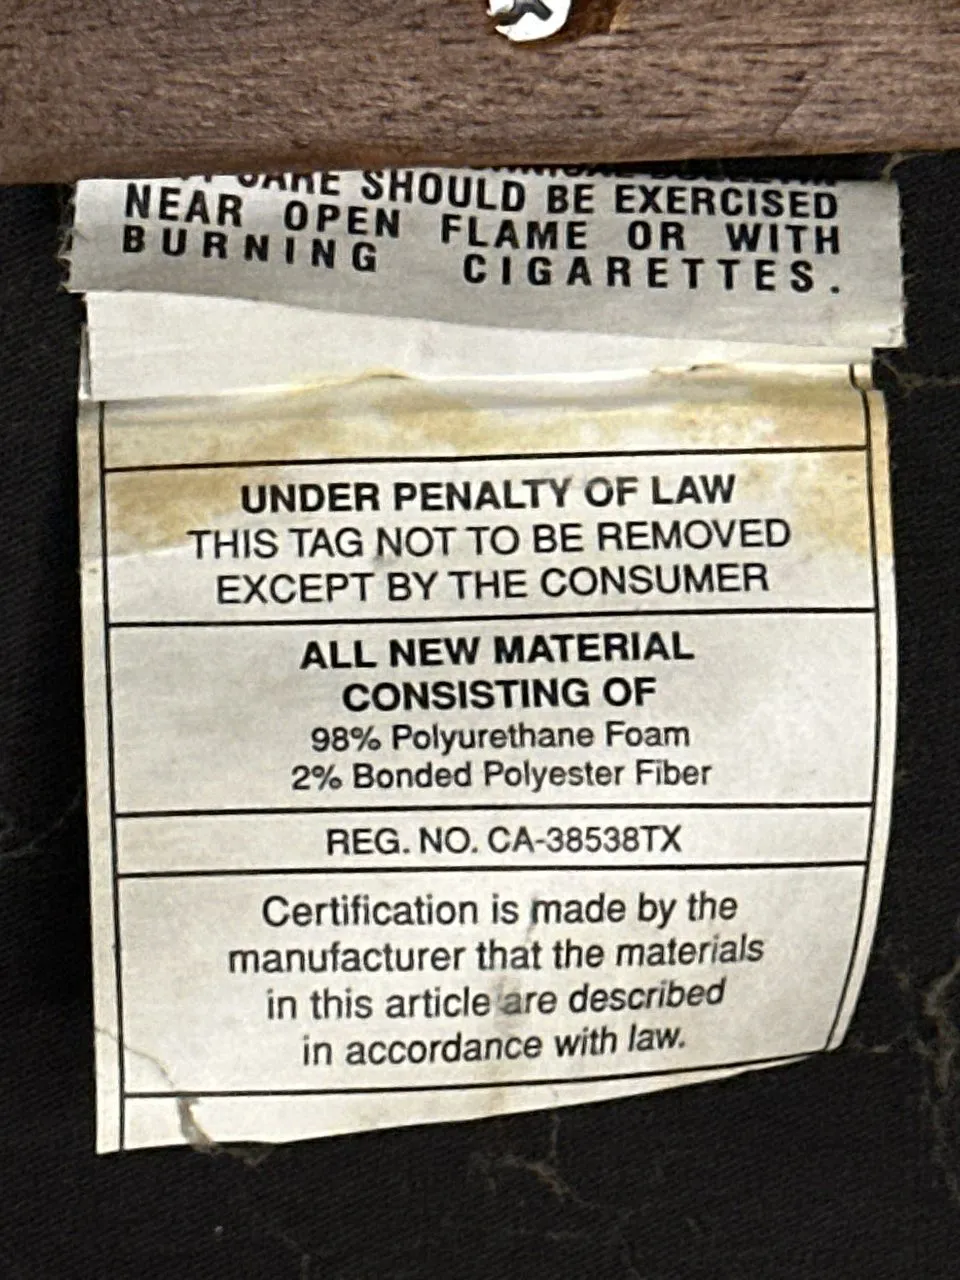 CARE SHOULD BE EXERCISED
NEAR OPEN FLAME OR WITH
BURNING CIGARETTES.
UNDER PENALTY OF LAW
THIS TAG NOT TO BE REMOVED
EXCEPT BY THE CONSUMER
ALL NEW MATERIAL
CONSISTING OF
98% Polyurethane Foam
2% Bonded Polyester Fiber
REG. NO. CA-38538TX
Certification is made by the
manufacturer that the materials
in this article are described
in accordance with law.